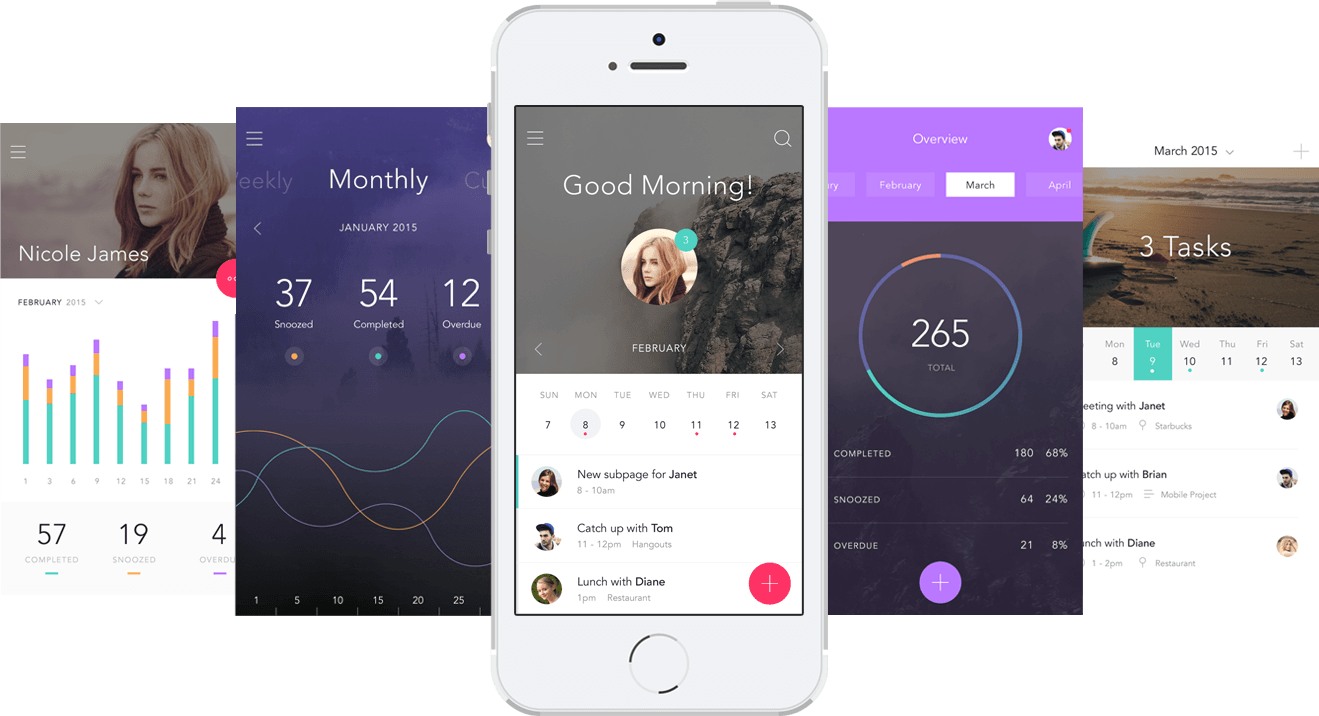 Nicole James
FEBRUARY 2015
1 3 6 9 12 15 18 21 24
57 19 4
COMPLETED SNOOZED OVERDU
Weekly Monthly Cu
JANUARY 2015
37 54 12
Snoozed Completed Overdue
1 5 10 15 20 25
Good Morning!
3
FEBRUARY
SUN MON TUE WED THU FRI SAT
7 8 9 10 11 12 13
New subpage for Janet
8 - 10am
Catch up with Tom
11 - 12pm Hangouts
Lunch with Diane
1pm Restaurant
Overview
ry February March April
265
TOTAL
COMPLETED 180 68%
SNOOZED 64 24%
OVERDUE 21 8%
March 2015
3 Tasks
Mon Tue Wed Thu Fri Sat
8 9 10 11 12 13
eeting with Janet
8 - 10am Starbucks
atch up with Brian
11 - 12pm Mobile Project
nch with Diane
1 - 2pm Restaurant